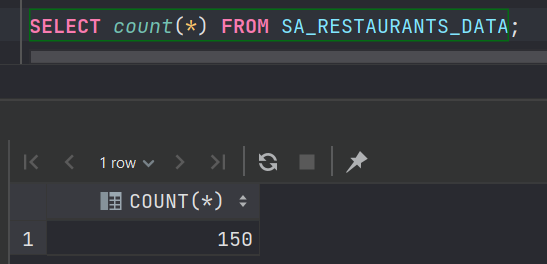 SELECT count(*) FROM SA_RESTAURANTS_DATA;
1 row
COUNT(*)
1 150